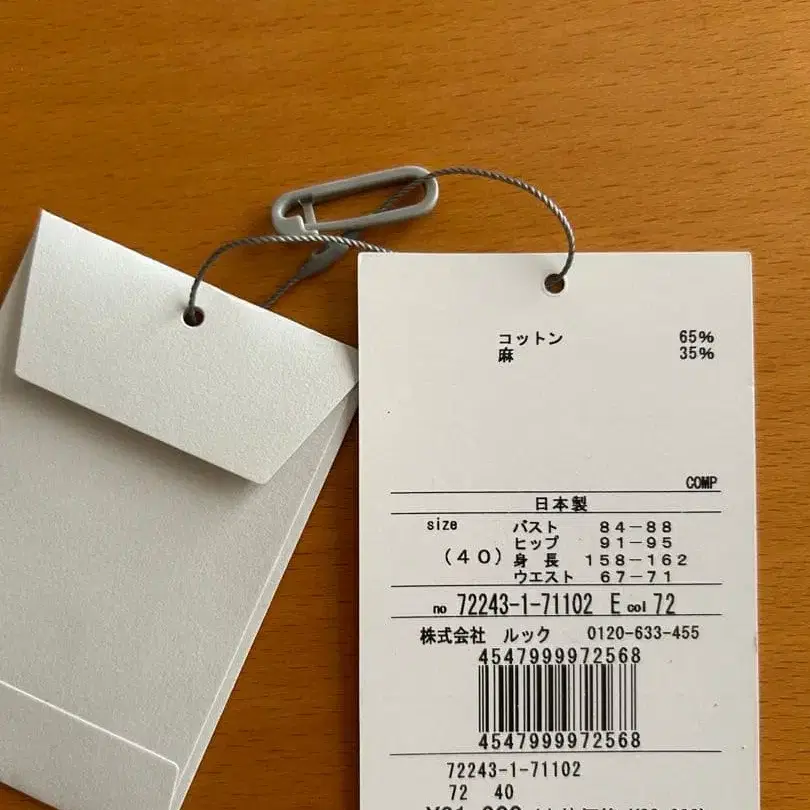 コットン 65%
麻 35%
COMP
日本製
size バスト 84-88
ヒップ 91-95
(40) 身長 158-162
ウエスト 67-71
no 72243-1-71102 E col 72
株式会社 ルック 0120-633-455
4547999972568
4547999972568
72243-1-71102
72 40